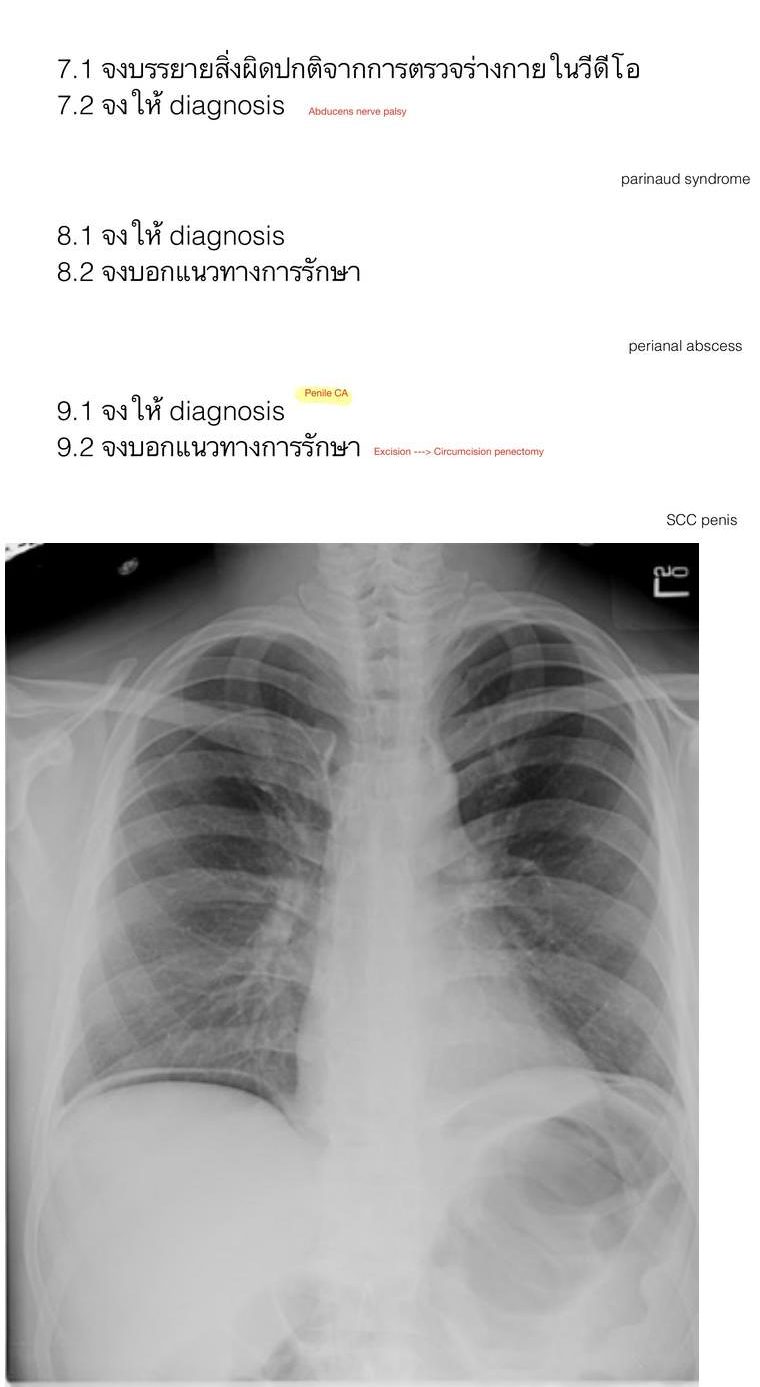 7.1 จงบรรยายสิ่งผิดปกติจากการตรวจร่างกายในวีดีโอ
7.2 จงให้ diagnosis Abducens nerve palsy
parinaud syndrome
8.1 จงให้ diagnosis
8.2 จงบอกแนวทางการรักษา
perianal abscess
Penile CA
9.1 จงให้ diagnosis
9.2 จงบอกแนวทางการรักษา Excision ---> Circumcision penectomy
SCC penis